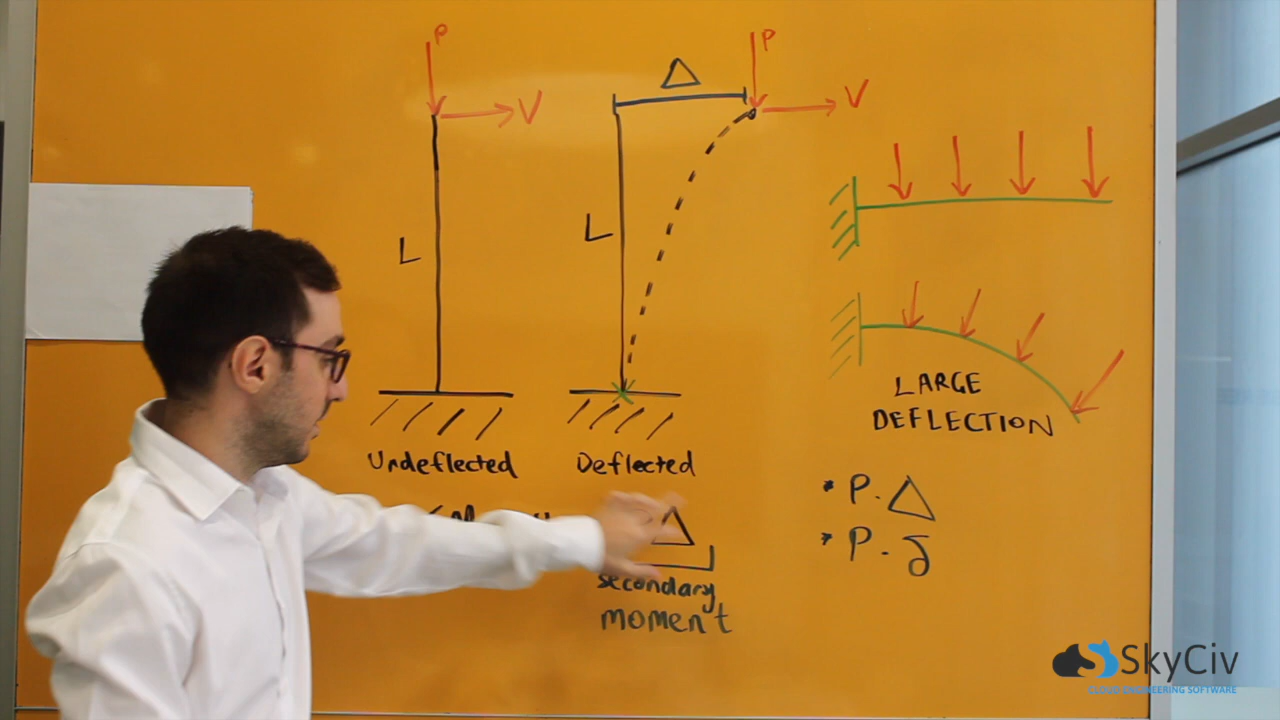 P
V
L
Undeflected
Δ
P
V
L
Deflected
Δ
secondary
moment
LARGE
DEFLECTION
* P . Δ
* P . δ
SkyCiv
CLOUD ENGINEERING SOFTWARE